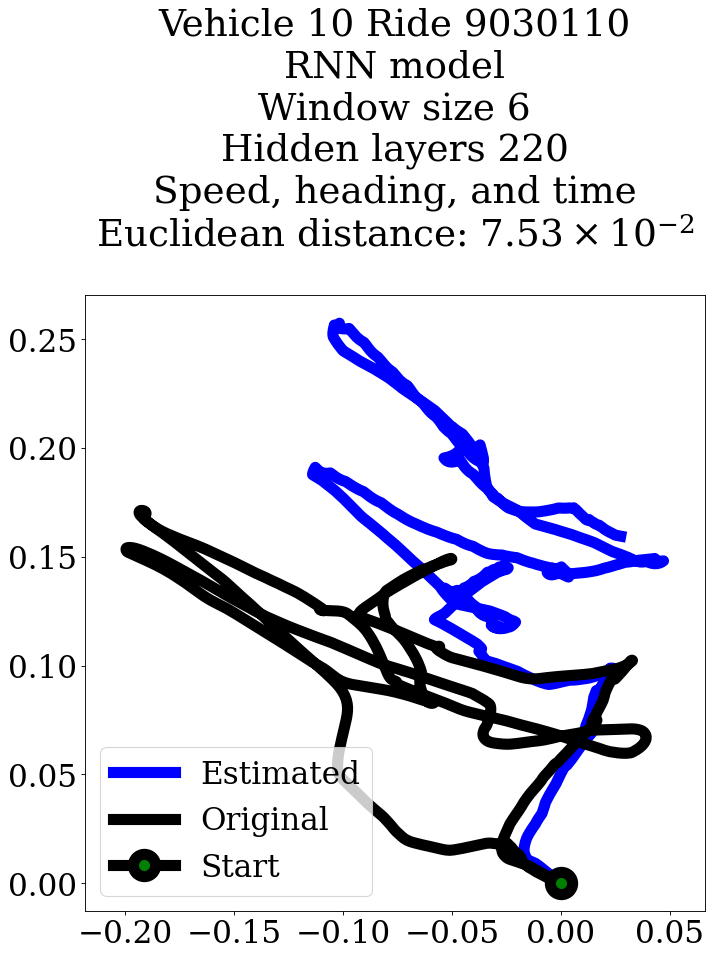 Vehicle 10 Ride 9030110
RNN model
Window size 6
Hidden layers 220
Speed, heading, and time
Euclidean distance: 7.53 × 10⁻²
0.25
0.20
0.15
0.10
0.05
0.00
Estimated
Original
Start
−0.20 −0.15 −0.10 −0.05 0.00 0.05